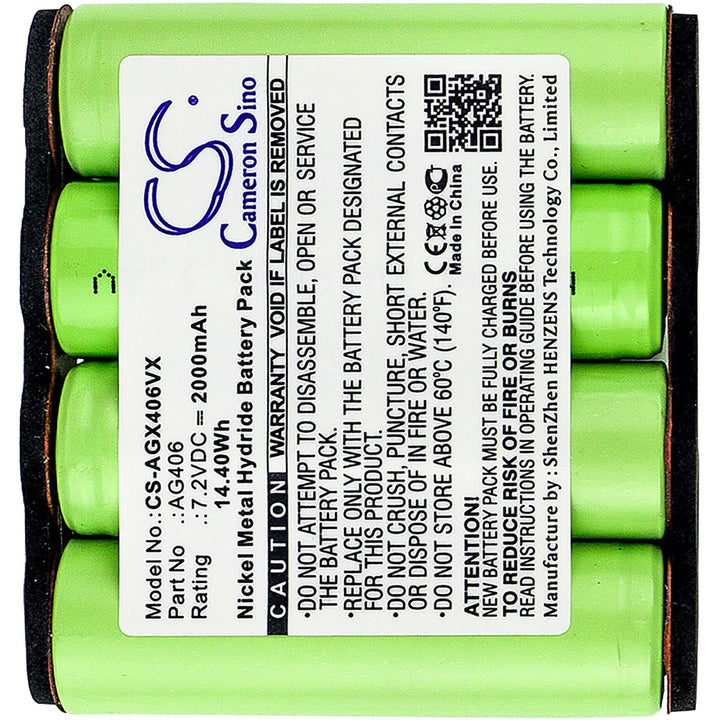 CS
Cameron Sino
Model No.:CS-AGX406VX
Part No .:AG406
Rating .:7.2VDC ⎓ 2000mAh
14.40Wh
Nickel Metal Hydride Battery Pack
CAUTION
WARRANTY VOID IF LABEL IS REMOVED
•DO NOT ATTEMPT TO DISASSEMBLE, OPEN OR SERVICE
THE BATTERY PACK.
•REPLACE ONLY WITH THE BATTERY PACK DESIGNATED
FOR THIS PRODUCT.
•DO NOT CRUSH, PUNCTURE, SHORT EXTERNAL CONTACTS
OR DISPOSE OF IN FIRE OR WATER.
•DO NOT STORE ABOVE 60ºC (140ºF).
CE
Made In China
ATTENTION!
NEW BATTERY PACK MUST BE FULLY CHARGED BEFORE USE.
TO REDUCE RISK OF FIRE OR BURNS
READ INSTRUCTIONS IN OPERATING GUIDE BEFORE USING THE BATTERY.
Manufacture by : ShenZhen HENZENS Technology Co., Limited